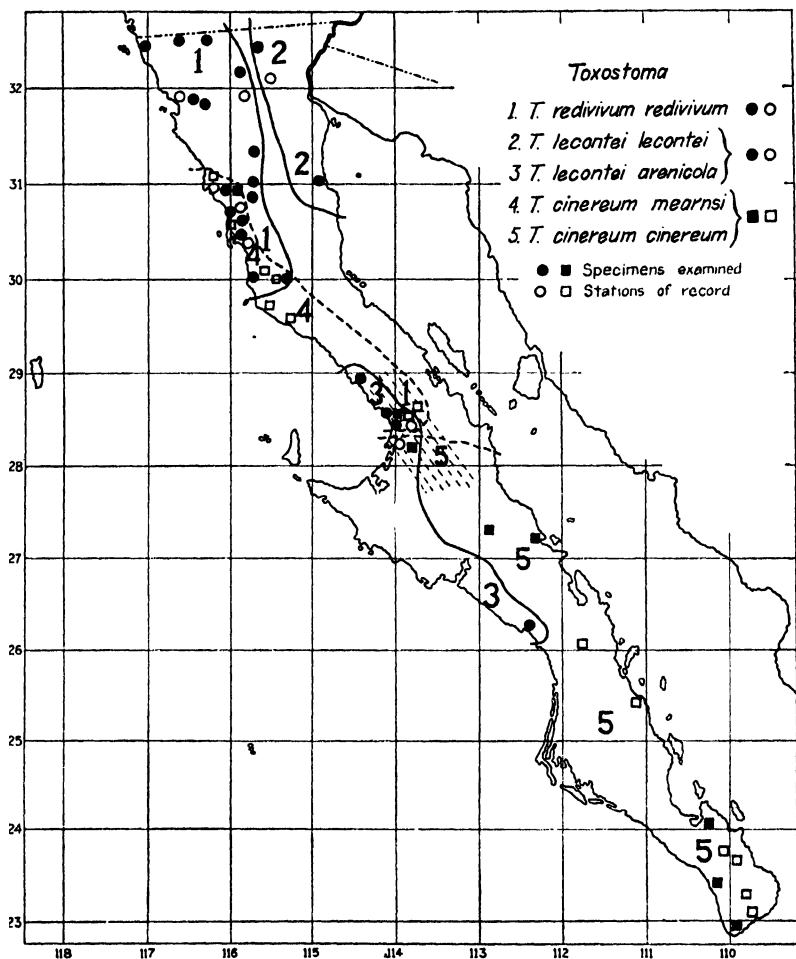 Toxostoma
1. T. redivivum redivivum
2. T. lecontei lecontei
3 T. lecontei arenicola
4. T. cinereum mearnsi
5. T. cinereum cinereum
Specimens examined
Stations of record
1
2
32
2
31
1
4
30
4
29
3
1
5
28
5
27
3
26
5
25
24
5
23
118 117 116 115 114 113 112 111 110